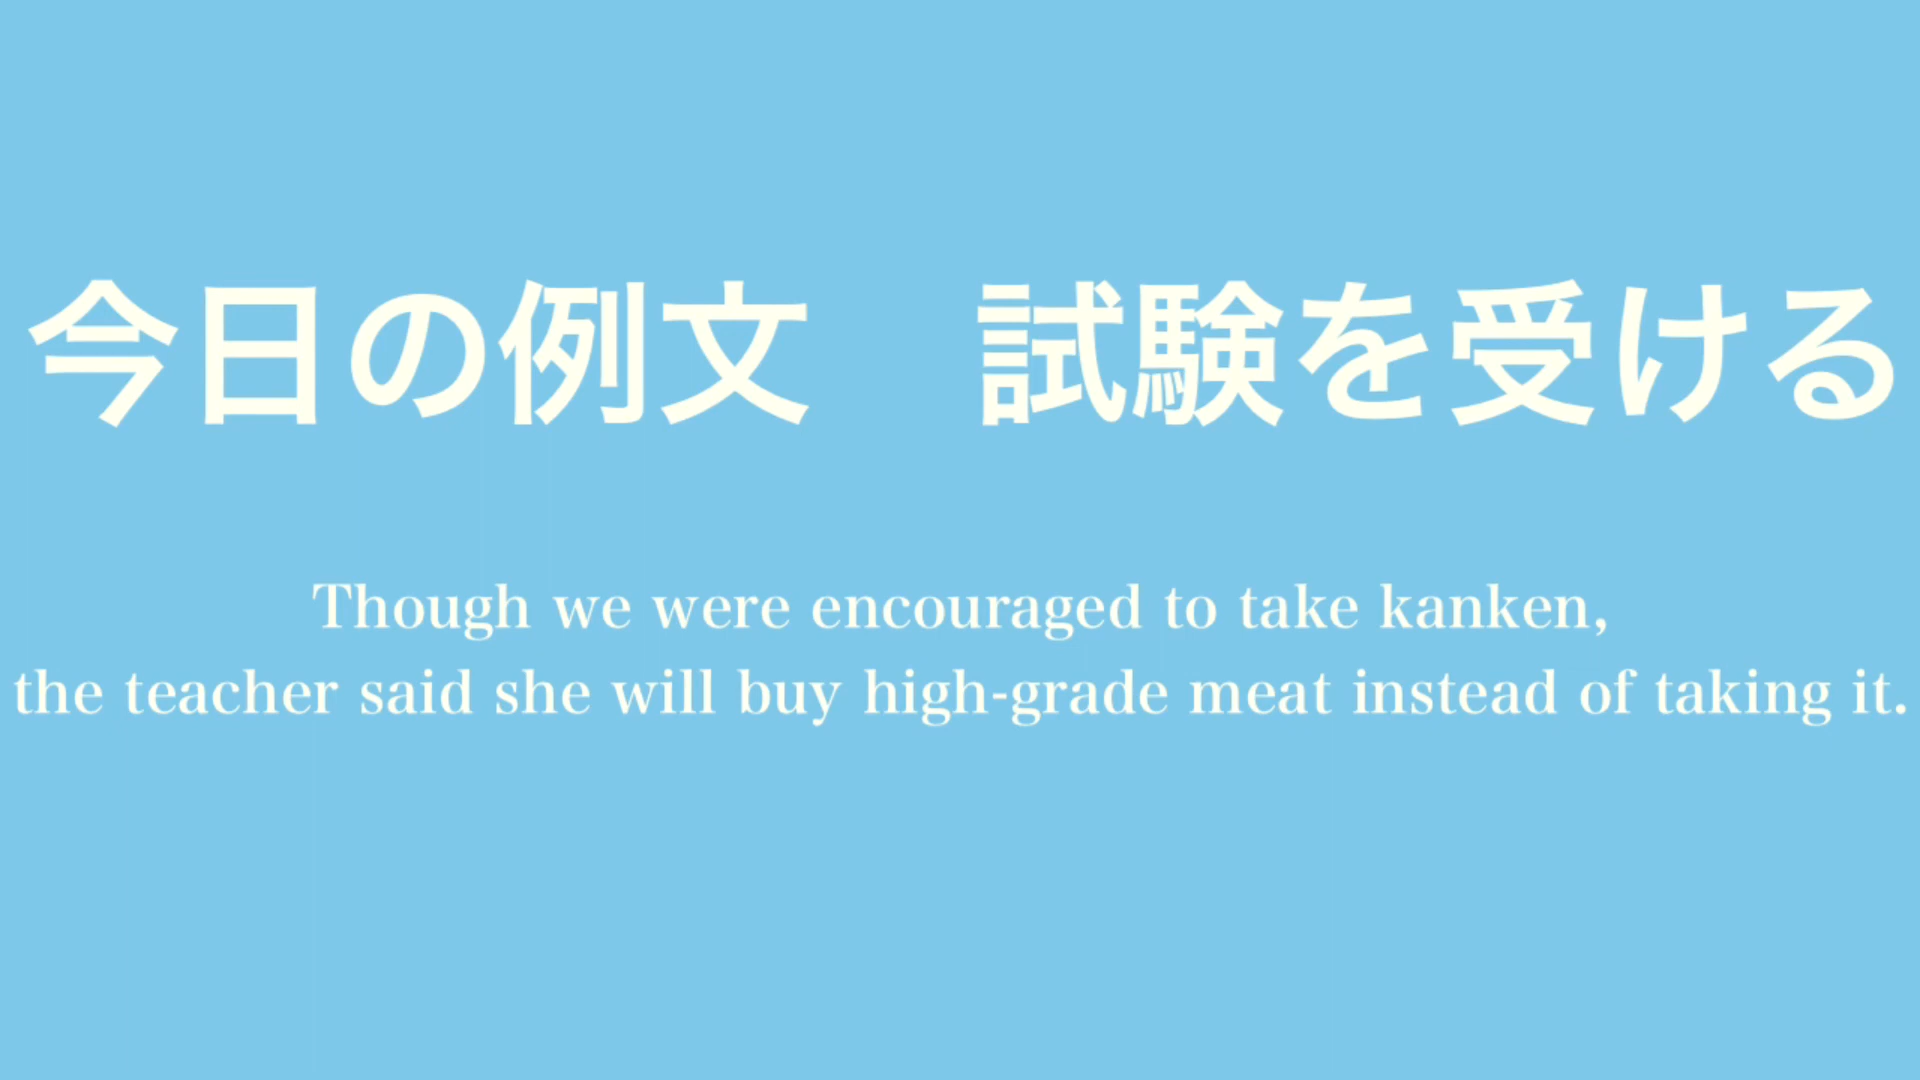 今日の例文　試験を受ける
Though we were encouraged to take kanken,
the teacher said she will buy high-grade meat instead of taking it.